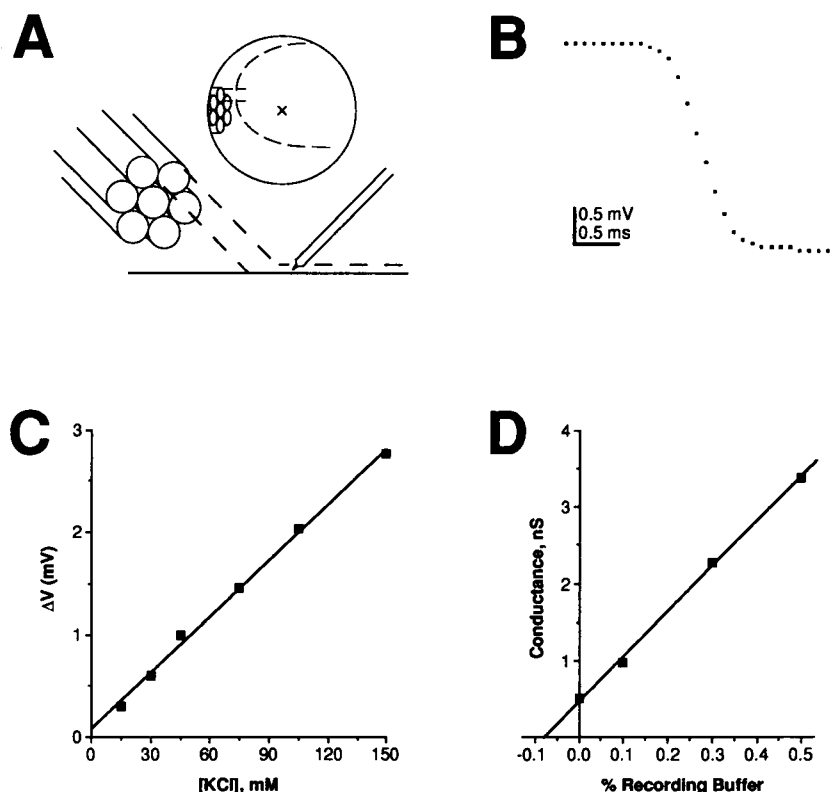 A
B
0.5 mV
0.5 ms
C
3
2
1
0
ΔV (mV)
0 30 60 90 120 150
[KCl], mM
D
4
3
2
1
Conductance, nS
-0.1 0.0 0.1 0.2 0.3 0.4 0.5
% Recording Buffer